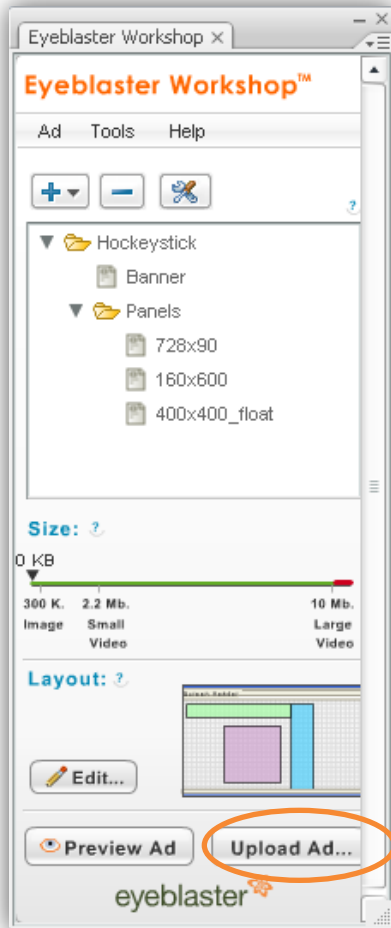 Eyeblaster Workshop ×
Eyeblaster Workshop™
Ad Tools Help
?
Hockeystick
Banner
Panels
728x90
160x600
400x400_float
Size: ?
0 KB
300 K. 2.2 Mb. 10 Mb.
Image Small Large
Video Video
Layout: ?
Edit...
Preview Ad Upload Ad...
eyeblaster